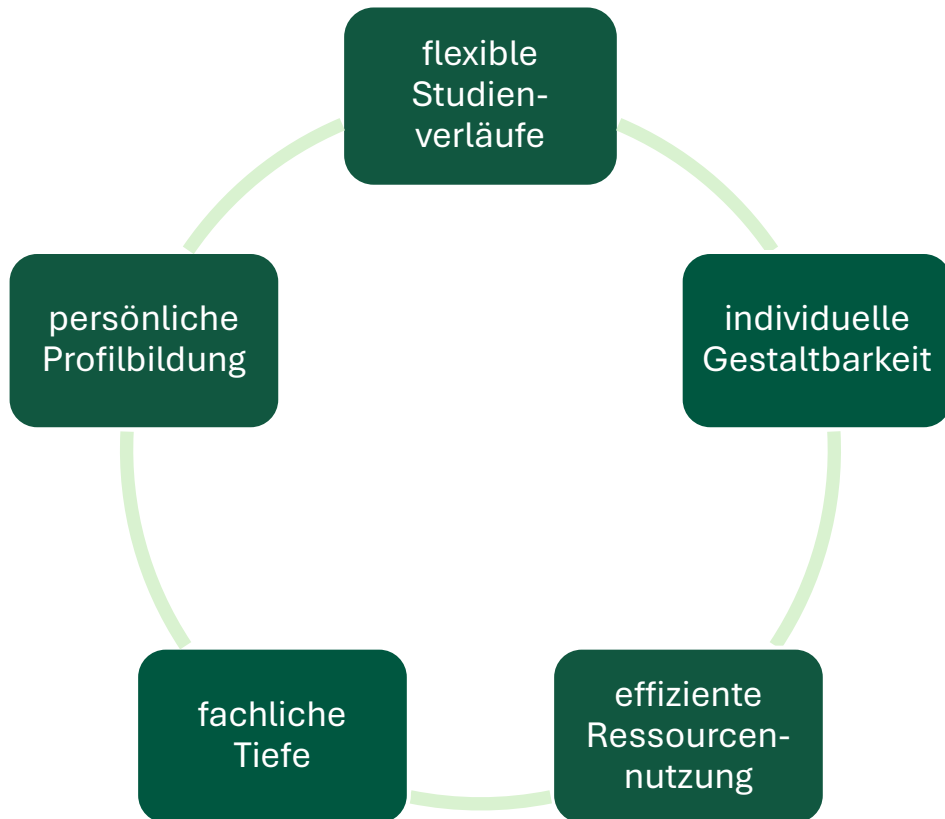 flexible
Studien-
verläufe
persönliche
Profilbildung
individuelle
Gestaltbarkeit
fachliche
Tiefe
effiziente
Ressourcen-
nutzung